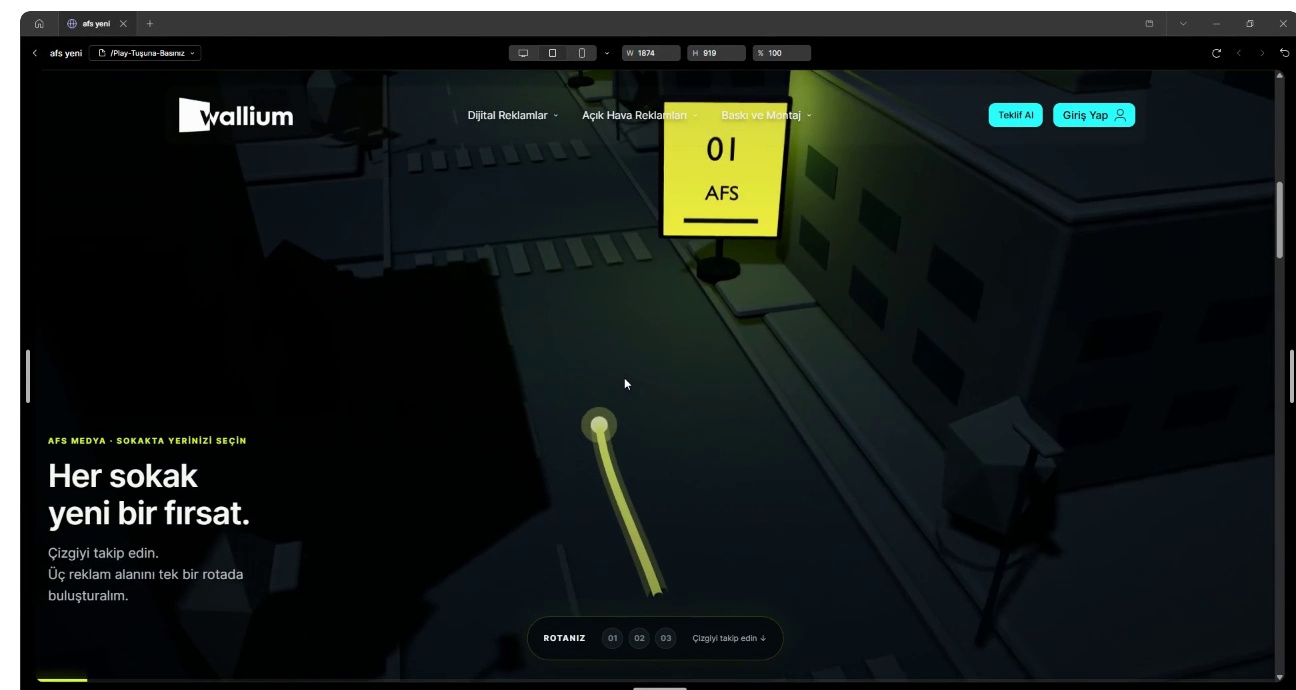 afs yeni
afs yeni
/Play-Tuşuna-Basınız
W 1874
H 919
% 100
wallium
Dijital Reklamlar
Açık Hava Reklamları
Baskı ve Montaj
Teklif Al
Giriş Yap
01
AFS
AFS MEDYA · SOKAKTA YERİNİZİ SEÇİN
Her sokak
yeni bir fırsat.
Çizgiyi takip edin.
Üç reklam alanını tek bir rotada
buluşturalım.
ROTANIZ 01 02 03 Çizgiyi takip edin ↓